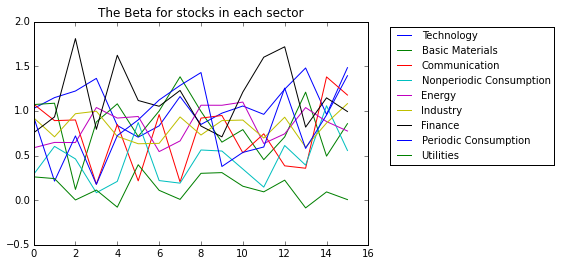 The Beta for stocks in each sector
2.0
1.5
1.0
0.5
0.0
−0.5
0 2 4 6 8 10 12 14 16
Technology
Basic Materials
Communication
Nonperiodic Consumption
Energy
Industry
Finance
Periodic Consumption
Utilities